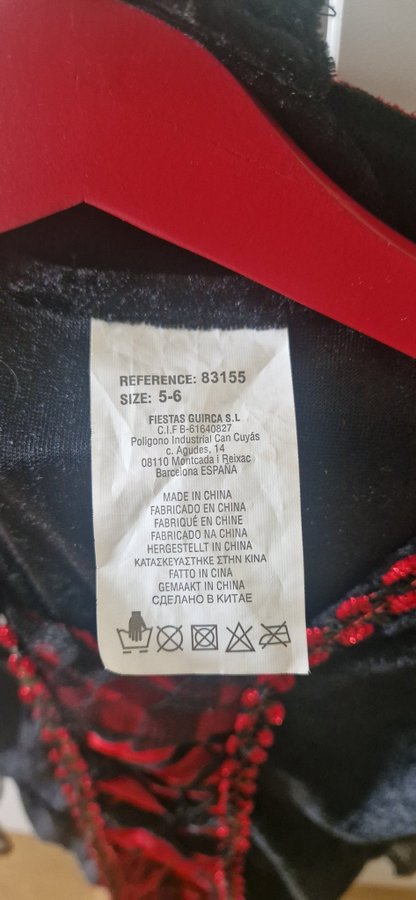 REFERENCE: 83155
SIZE: 5-6
FIESTAS GUIRCA S.L
C.I.F B-61640827
Poligono Industrial Can Cuyás
c. Agudes, 14
08110 Montcada i Reixac
Barcelona ESPAÑA
MADE IN CHINA
FABRICADO EN CHINA
FABRIQUÉ EN CHINE
FABRICADO NA CHINA
HERGESTELLT IN CHINA
ΚΑΤΑΣΚΕΥΑΣΤΗΚΕ ΣΤΗΝ ΚΙΝΑ
FATTO IN CINA
GEMAAKT IN CHINA
СДЕЛАНО В КИТАЕ